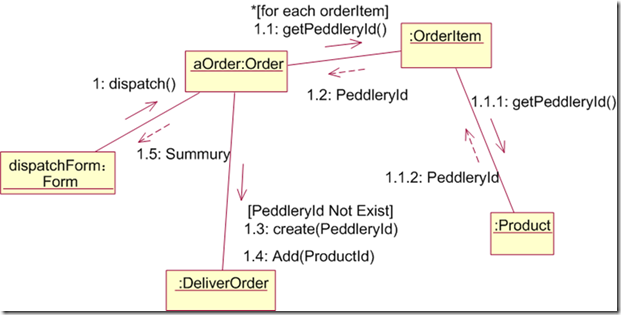 *[for each orderItem]
1.1: getPeddleryId()
:OrderItem
aOrder:Order
1: dispatch()
1.2: PeddleryId
1.1.1: getPeddleryId()
1.5: Summury
dispatchForm:
Form
1.1.2: PeddleryId
[PeddleryId Not Exist]
1.3: create(PeddleryId)
:Product
1.4: Add(ProductId)
:DeliverOrder